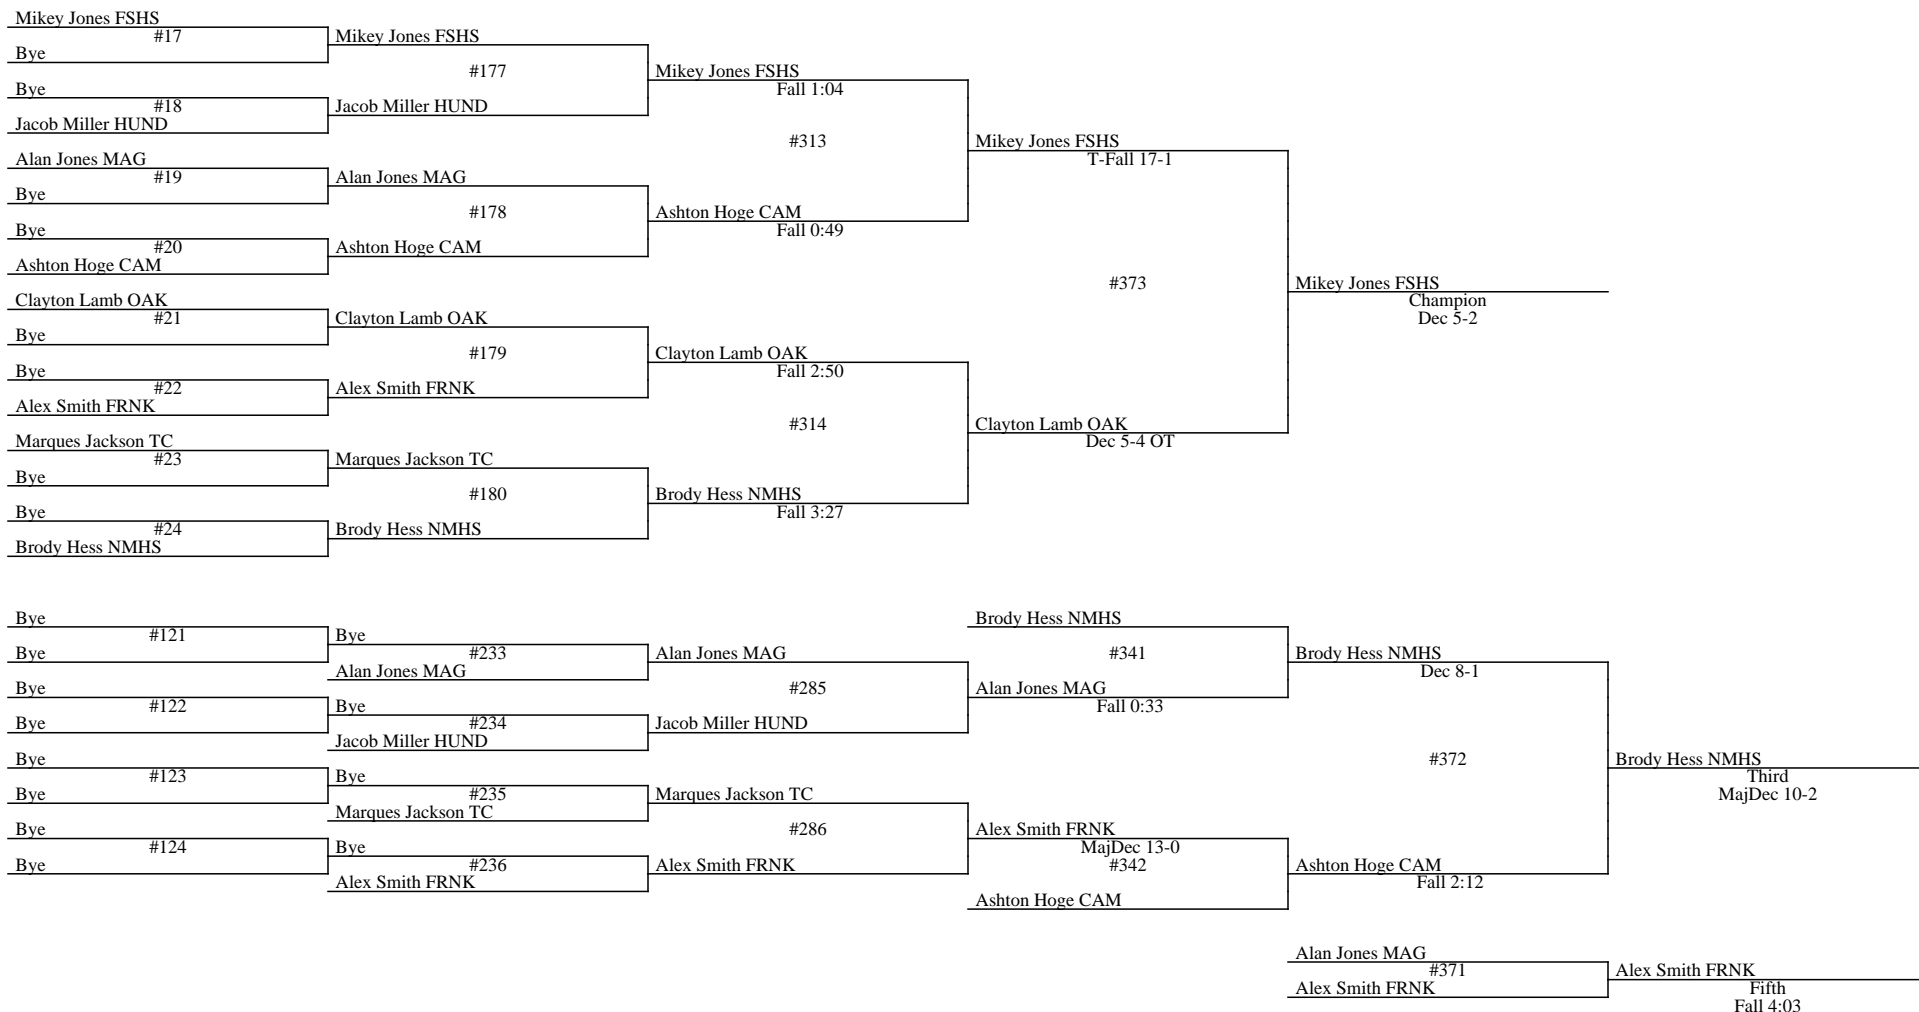 Mikey Jones FSHS
#17
Bye
Mikey Jones FSHS
#177
Bye
#18
Jacob Miller HUND
Jacob Miller HUND
Mikey Jones FSHS
Fall 1:04
#313
Alan Jones MAG
#19
Bye
Alan Jones MAG
#178
Bye
#20
Ashton Hoge CAM
Ashton Hoge CAM
Ashton Hoge CAM
Fall 0:49
Mikey Jones FSHS
T-Fall 17-1
#373
Clayton Lamb OAK
#21
Bye
Clayton Lamb OAK
#179
Bye
#22
Alex Smith FRNK
Alex Smith FRNK
Clayton Lamb OAK
Fall 2:50
#314
Marques Jackson TC
#23
Bye
Marques Jackson TC
#180
Bye
#24
Brody Hess NMHS
Brody Hess NMHS
Brody Hess NMHS
Fall 3:27
Clayton Lamb OAK
Dec 5-4 OT
Mikey Jones FSHS
Champion
Dec 5-2
Bye
#121
Bye
Bye
#233
Alan Jones MAG
Bye
#122
Bye
Bye
#234
Jacob Miller HUND
Alan Jones MAG
#285
Jacob Miller HUND
Bye
#123
Bye
Bye
#235
Marques Jackson TC
Bye
#124
Bye
Bye
#236
Alex Smith FRNK
Marques Jackson TC
#286
Alex Smith FRNK
Brody Hess NMHS
#341
Alan Jones MAG
Fall 0:33
Alex Smith FRNK
MajDec 13-0
#342
Ashton Hoge CAM
Brody Hess NMHS
Dec 8-1
#372
Ashton Hoge CAM
Fall 2:12
Brody Hess NMHS
Third
MajDec 10-2
Alan Jones MAG
#371
Alex Smith FRNK
Alex Smith FRNK
Fifth
Fall 4:03